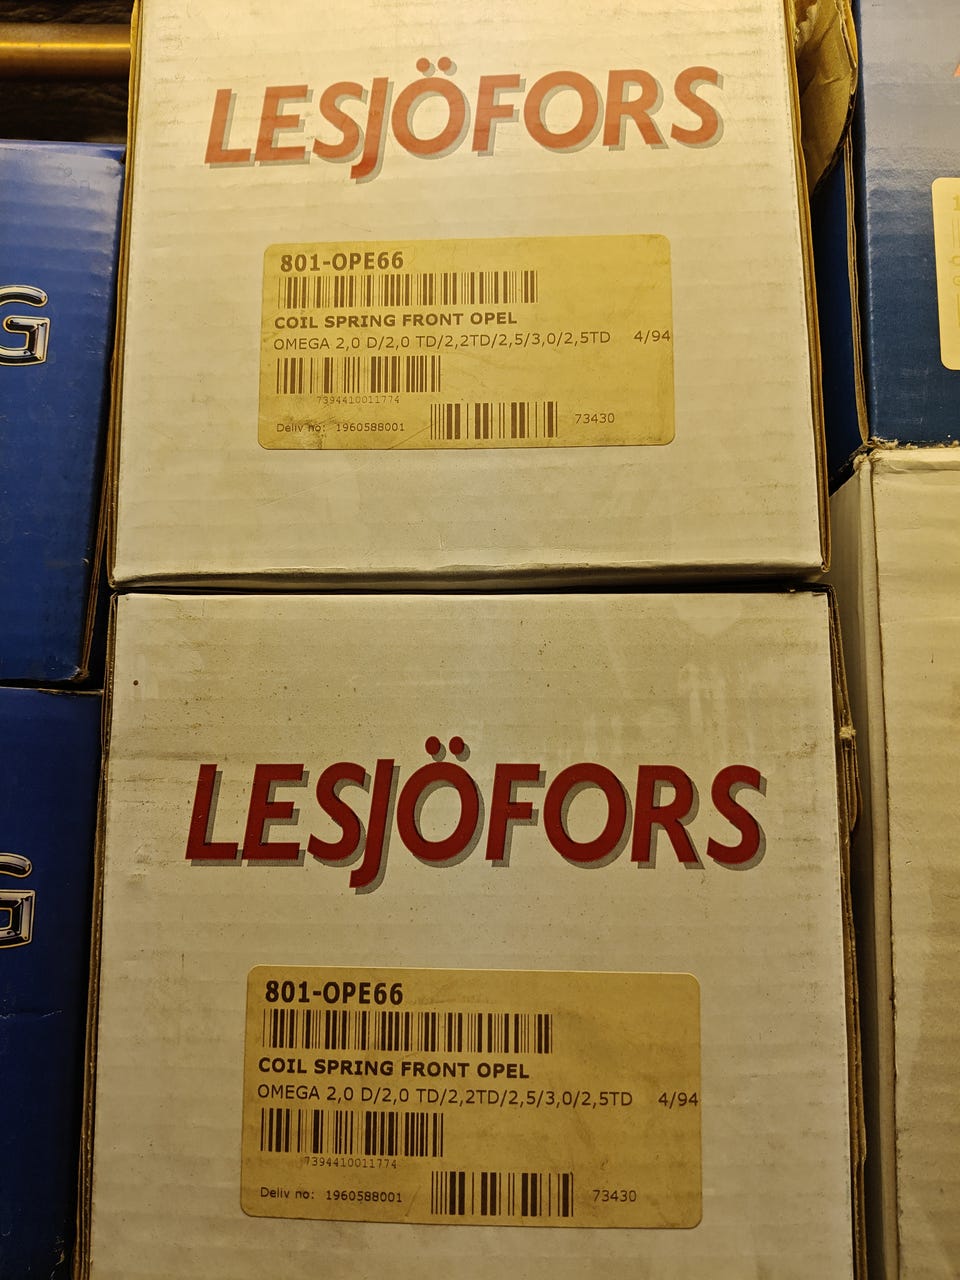 LESJÖFORS
801-OPE66
COIL SPRING FRONT OPEL
OMEGA 2,0 D/2,0 TD/2,2TD/2,5/3,0/2,5TD 4/94
7394410011774
Deliv no: 1960588001 73430
G
LESJÖFORS
801-OPE66
COIL SPRING FRONT OPEL
OMEGA 2,0 D/2,0 TD/2,2TD/2,5/3,0/2,5TD 4/94
7394410011774
Deliv no: 1960588001 73430
G